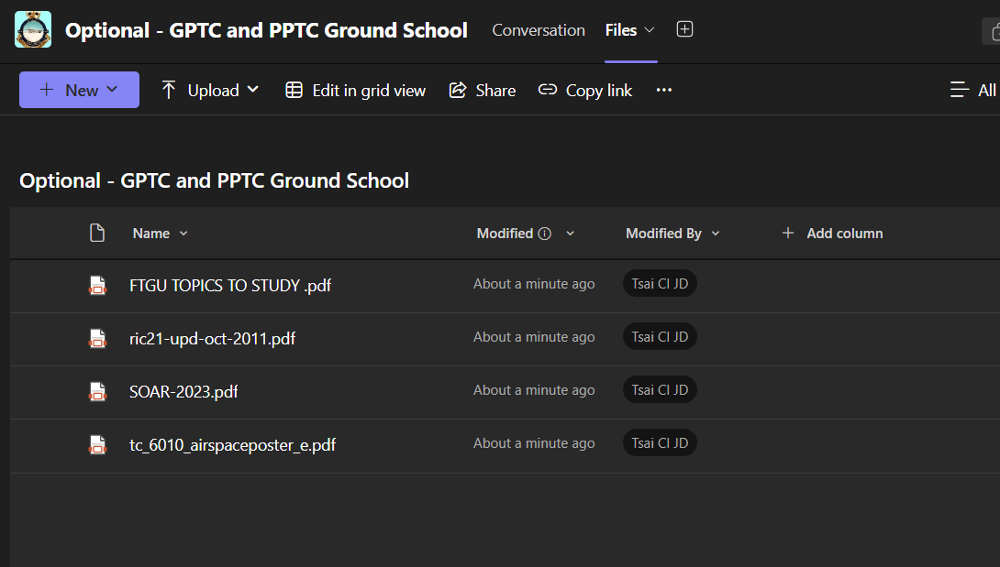 Optional - GPTC and PPTC Ground School Conversation Files
New Upload Edit in grid view Share Copy link ... All
Optional - GPTC and PPTC Ground School
Name Modified Modified By + Add column
FTGU TOPICS TO STUDY .pdf About a minute ago Tsai CI JD
ric21-upd-oct-2011.pdf About a minute ago Tsai CI JD
SOAR-2023.pdf About a minute ago Tsai CI JD
tc_6010_airspaceposter_e.pdf About a minute ago Tsai CI JD